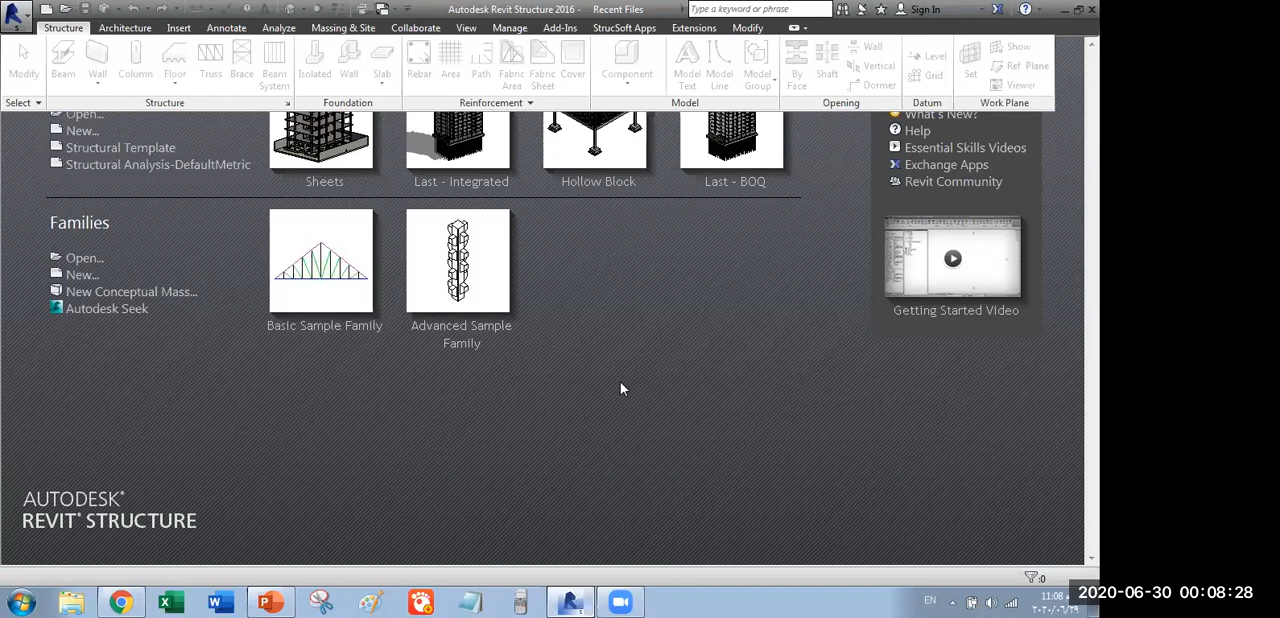 Autodesk Revit Structure 2016 - Recent Files
Type a keyword or phrase
Sign In
Structure Architecture Insert Annotate Analyze Massing & Site Collaborate View Manage Add-Ins StrucSoft Apps Extensions Modify
Modify
Beam
Wall
Column
Floor
Truss
Brace
Beam System
Isolated
Wall
Slab
Rebar
Area
Path
Fabric Area
Fabric Sheet
Cover
Component
Model Text
Model Line
Model Group
By Face
Shaft
Wall
Vertical
Dormer
Level
Grid
Set
Show
Ref Plane
Viewer
Select
Structure
Foundation
Reinforcement
Model
Opening
Datum
Work Plane
Open...
New...
Structural Template
Structural Analysis-DefaultMetric
Sheets
Last - Integrated
Hollow Block
Last - BOQ
What's New?
Help
Essential Skills Videos
Exchange Apps
Revit Community
Families
Open...
New...
New Conceptual Mass...
Autodesk Seek
Basic Sample Family
Advanced Sample
Family
Getting Started Video
AUTODESK®
REVIT® STRUCTURE
:0
EN
11:08
٢٠٢٠/٠٦/٢٩
2020-06-30 00:08:28